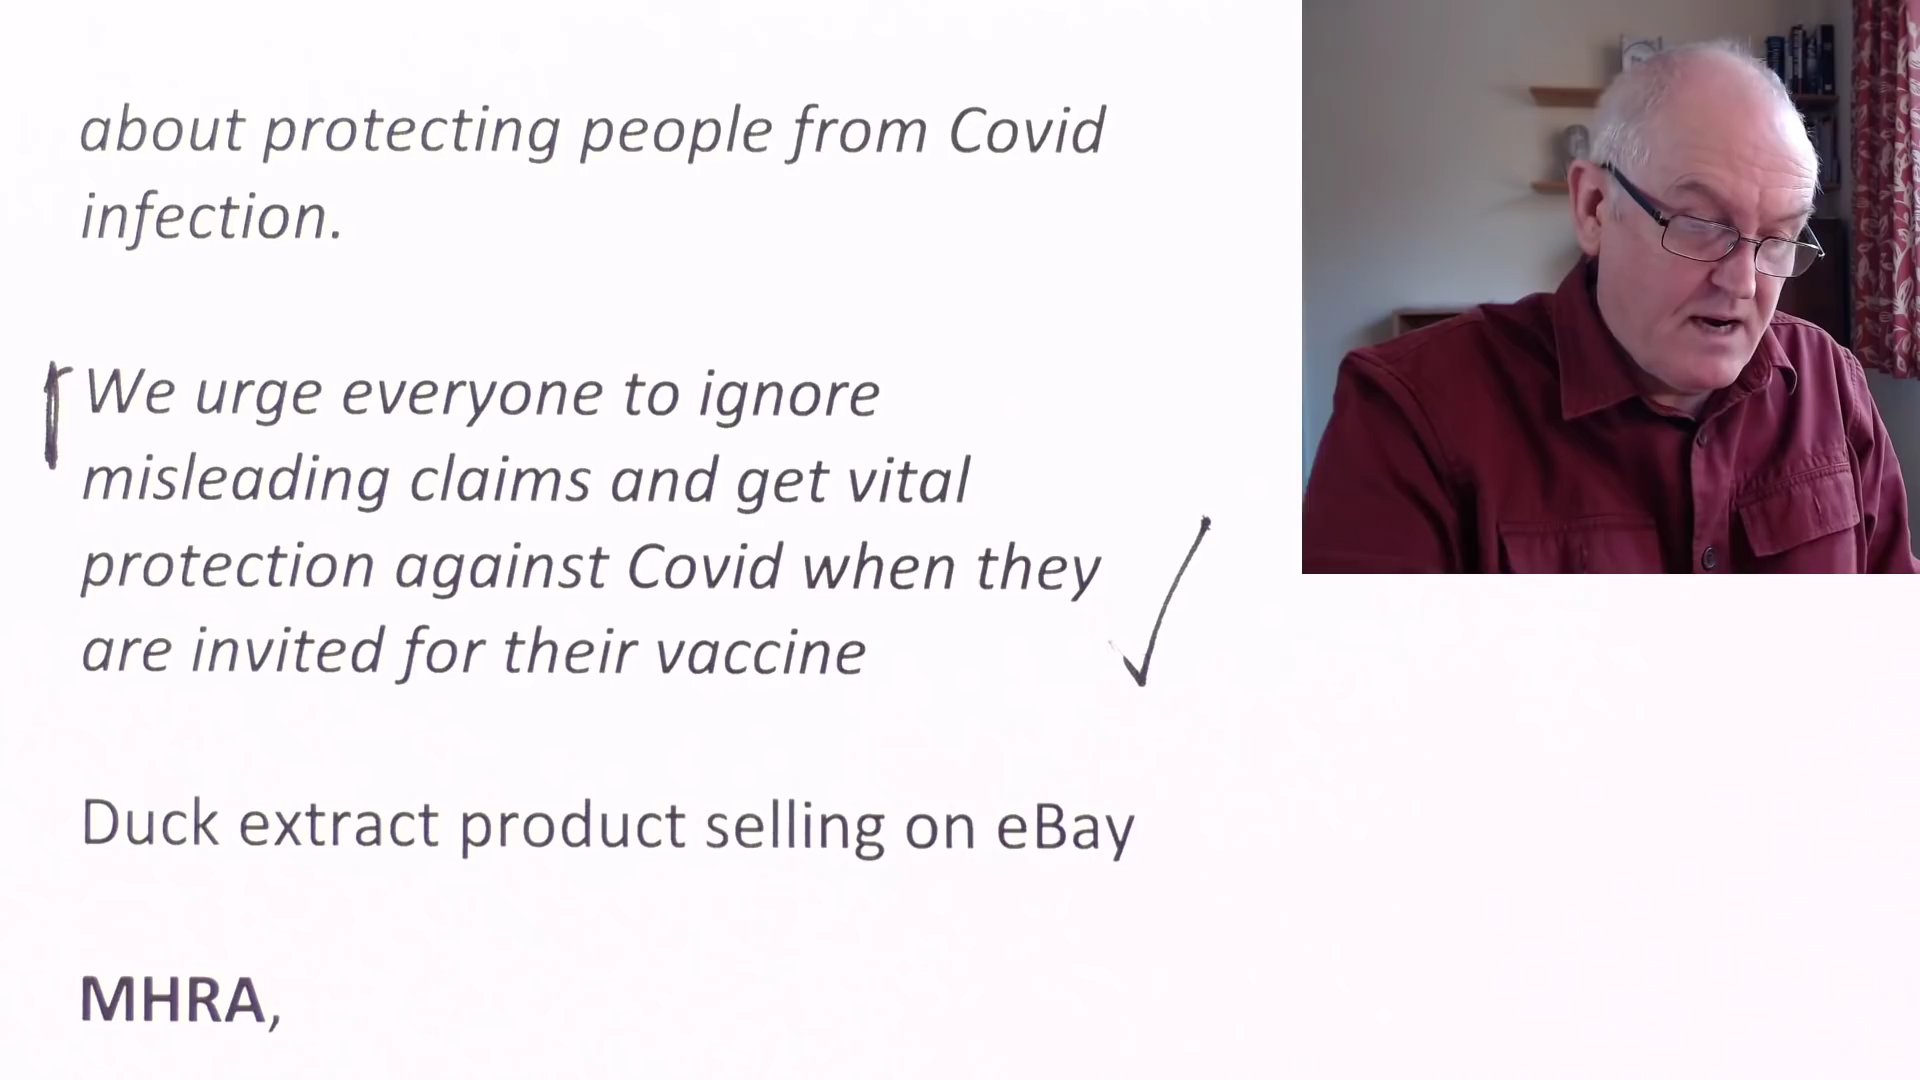 about protecting people from Covid
infection.
We urge everyone to ignore
misleading claims and get vital
protection against Covid when they
are invited for their vaccine
Duck extract product selling on eBay
MHRA,